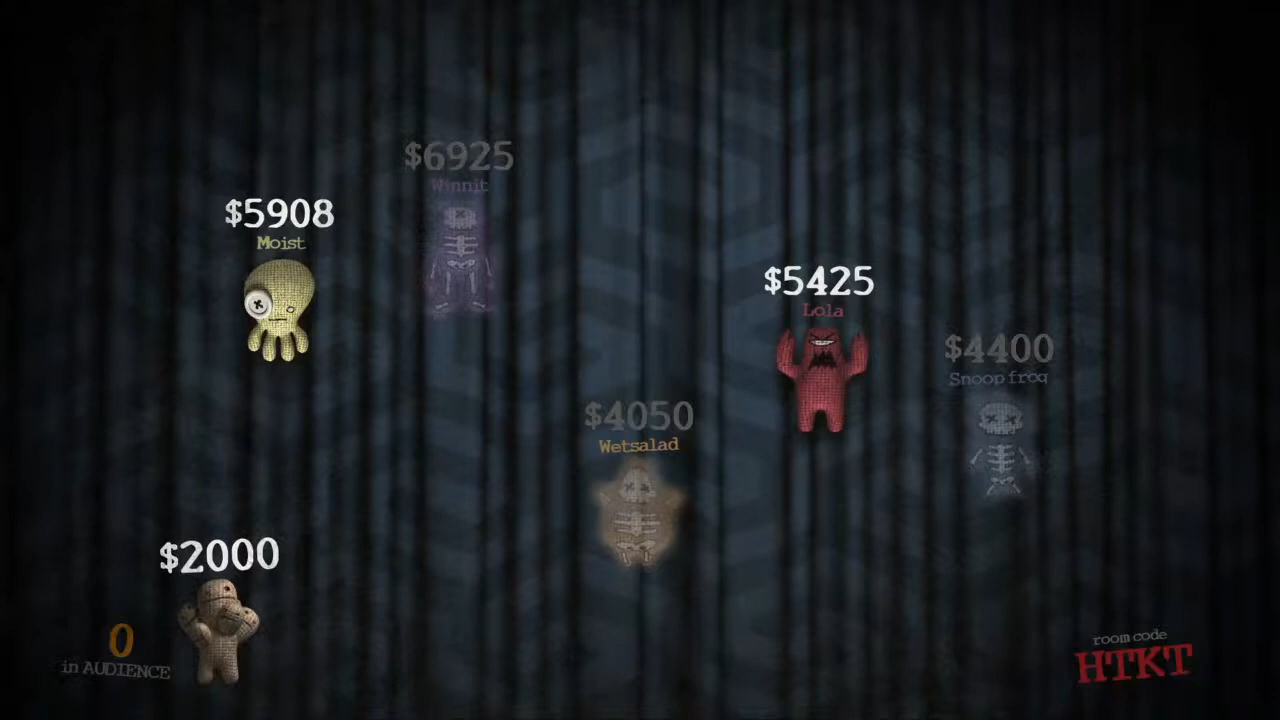 $6925
Winnit
$5908
Moist
$5425
Lola
$4400
Snoop frog
$4050
Wetsalad
$2000
0
in AUDIENCE
room code
HTKT